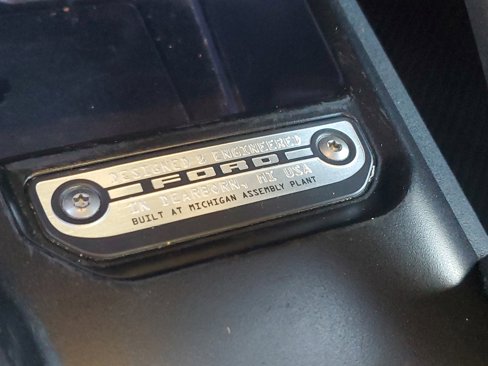 DESIGNED & ENGINEERED
FORD
IN DEARBORN, MI USA
BUILT AT MICHIGAN ASSEMBLY PLANT